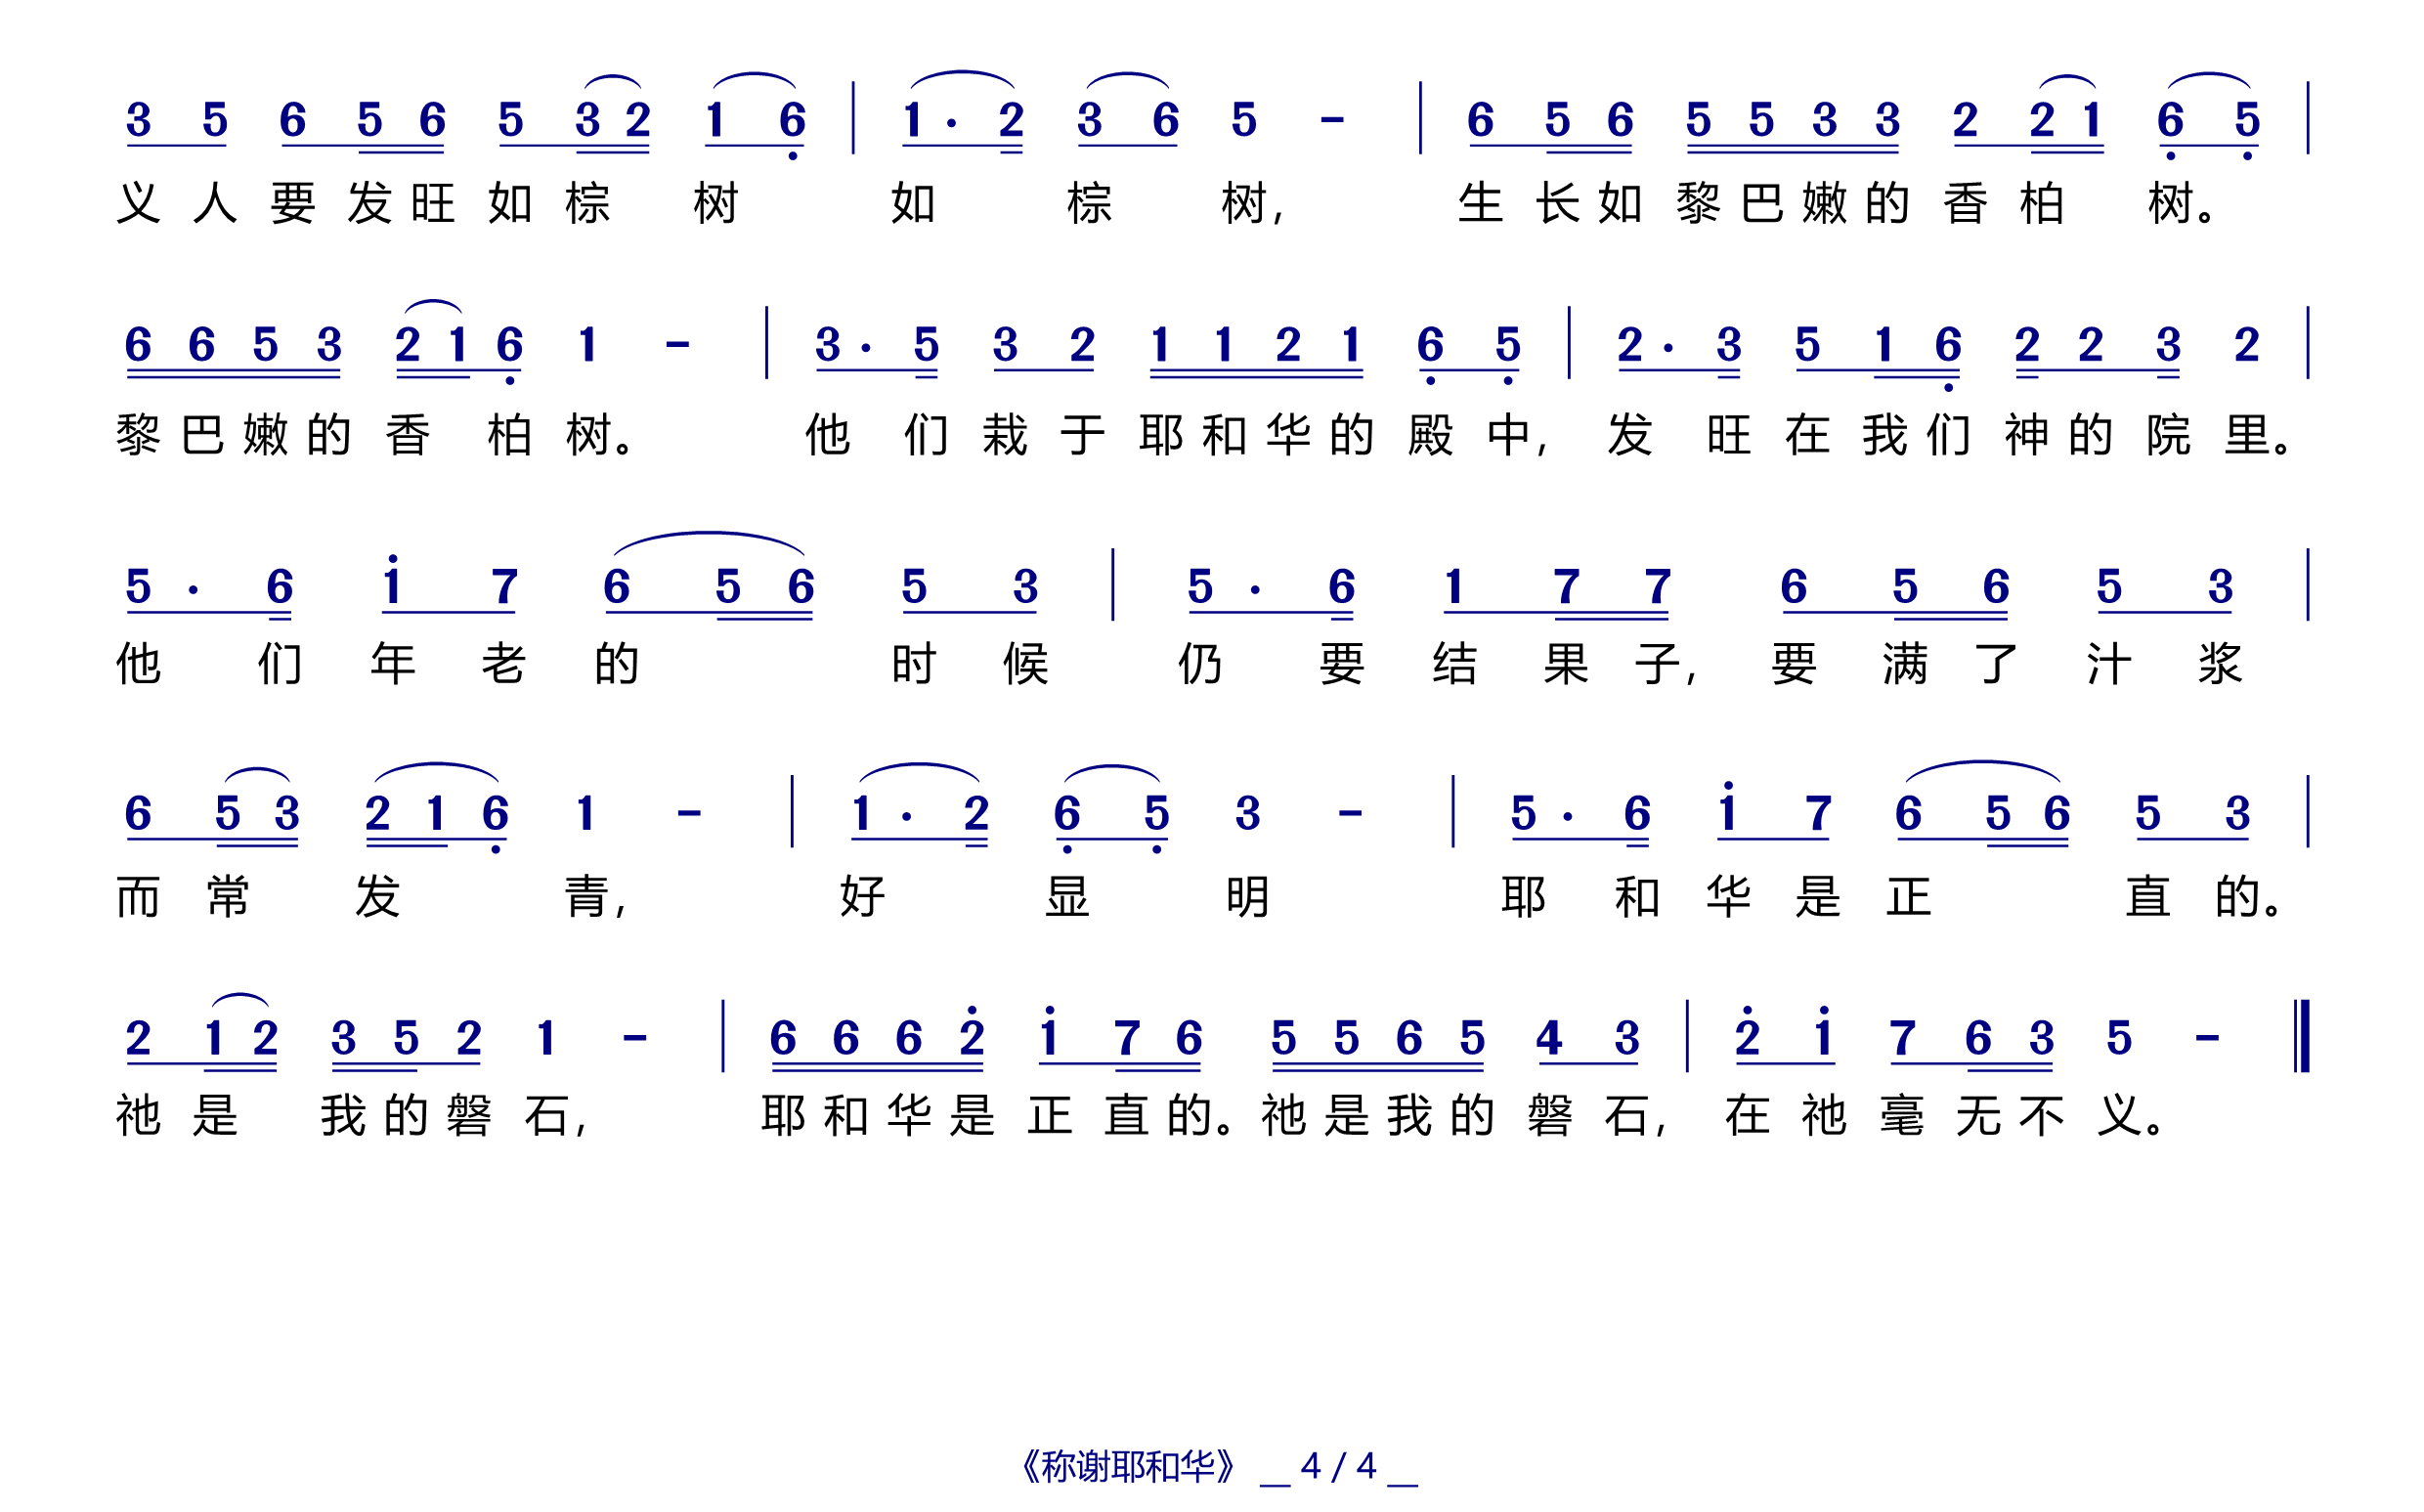 3 5 6 5 6 5 3 2 1 6̣ | 1 · 2 3 6 5 - | 6 5 6 5 5 3 3 2 2 1 6̣ 5̣ |
义 人 要 发 旺 如 棕 树 如 棕 树， 生 长 如 黎 巴 嫩 的 香 柏 树。
6 6 5 3 2 1 6̣ 1 - | 3 · 5 3 2 1 1 2 1 6̣ 5̣ | 2 · 3 5 1 6̣ 2 2 3 2 |
黎 巴 嫩 的 香 柏 树。 他 们 栽 于 耶 和 华 的 殿 中， 发 旺 在 我 们 神 的 院 里。
5 · 6 1̇ 7 6 5 6 5 3 | 5 · 6 1 7 7 6 5 6 5 3 |
他 们 年 老 的 时 候 仍 要 结 果 子， 要 满 了 汁 浆
6 5 3 2 1 6̣ 1 - | 1 · 2 6̣ 5̣ 3 - | 5 · 6 1̇ 7 6 5 6 5 3 |
而 常 发 青， 好 显 明 耶 和 华 是 正 直 的。
2 1 2 3 5 2 1 - | 6 6 6 2̇ 1̇ 7 6 5 5 6 5 4 3 | 2̇ 1̇ 7 6 3 5 - ‖
祂 是 我 的 磐 石， 耶 和 华 是 正 直 的。祂 是 我 的 磐 石， 在 祂 毫 无 不 义。
《称谢耶和华》 __ 4 / 4 __